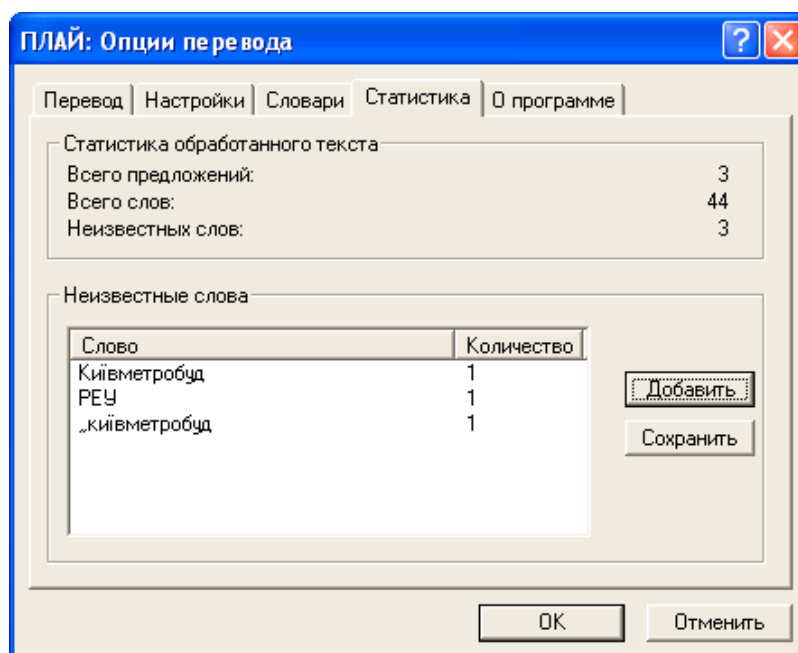 ПЛАЙ: Опции перевода
Перевод Настройки Словари Статистика О программе
Статистика обработанного текста
Всего предложений: 3
Всего слов: 44
Неизвестных слов: 3
Неизвестные слова
Слово Количество
Київметробуд 1
РЕУ 1
„київметробуд 1
Добавить
Сохранить
OK Отменить